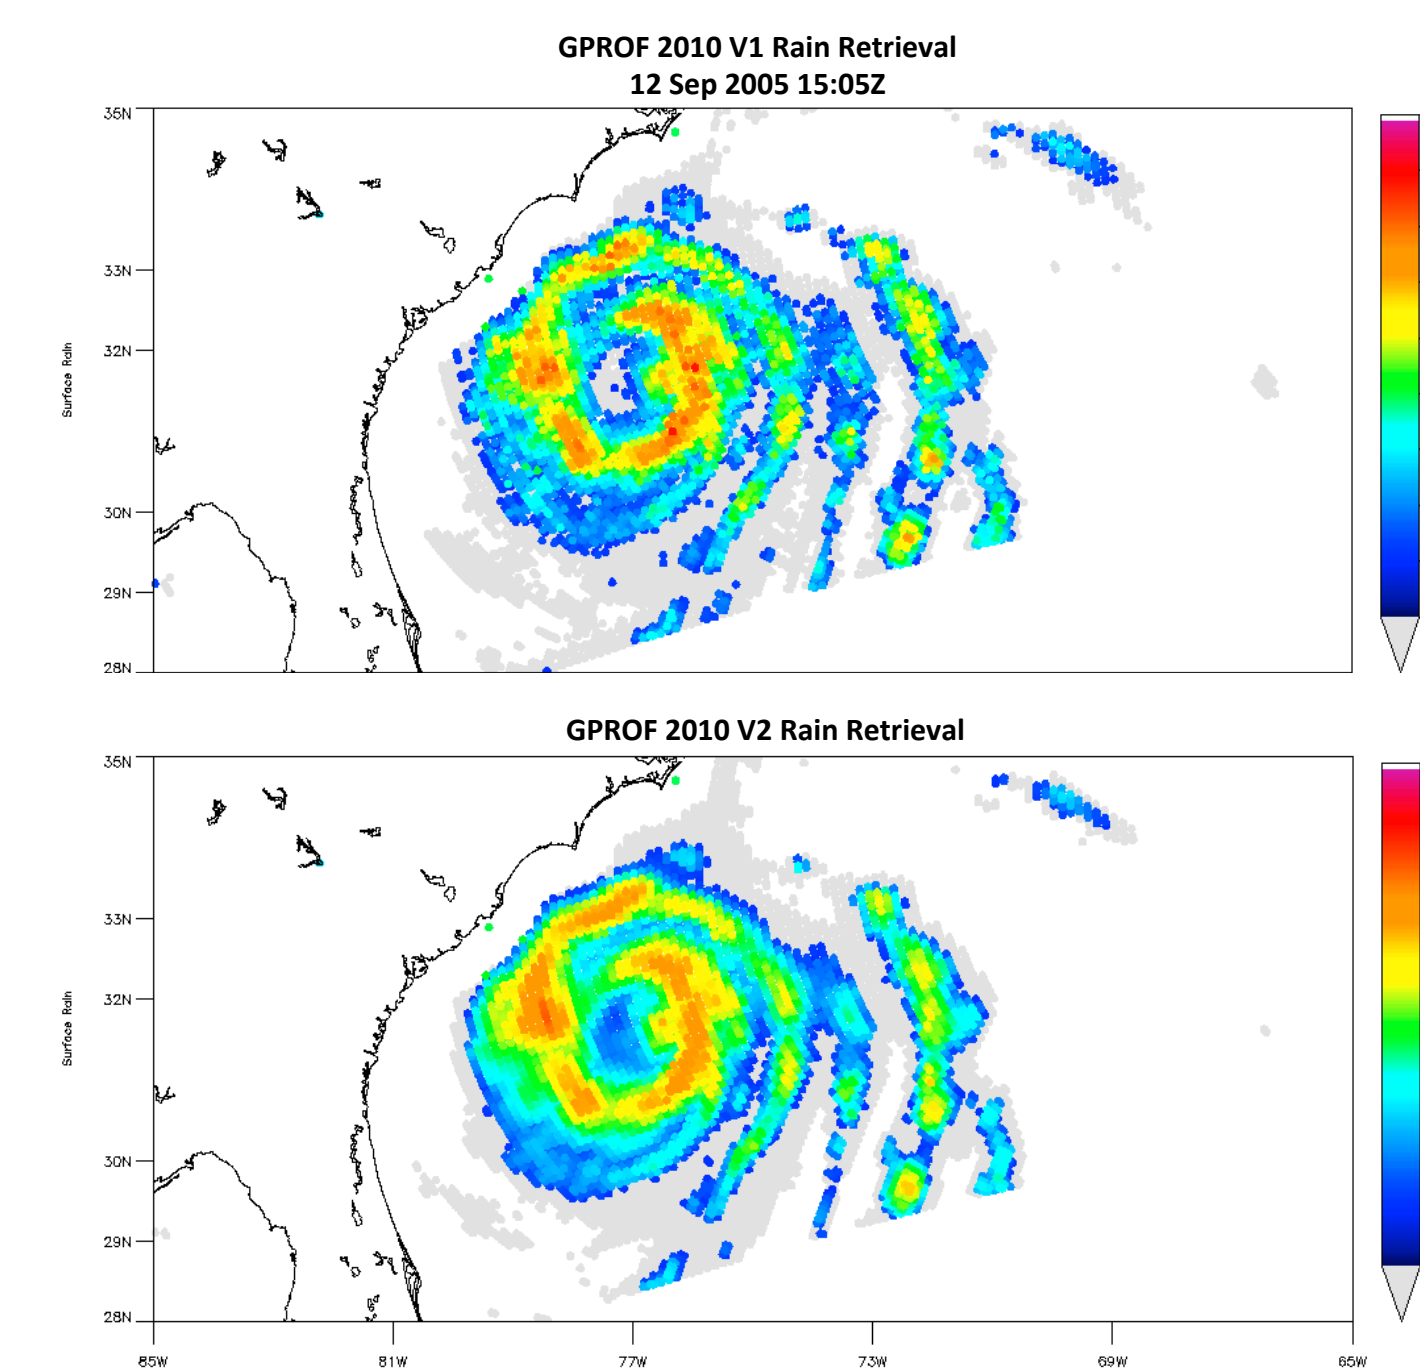 GPROF 2010 V1 Rain Retrieval
12 Sep 2005 15:05Z
35N
33N
32N
Surface Rain
30N
29N
28N
GPROF 2010 V2 Rain Retrieval
35N
33N
32N
Surface Rain
30N
29N
28N
85W 81W 77W 73W 69W 65W